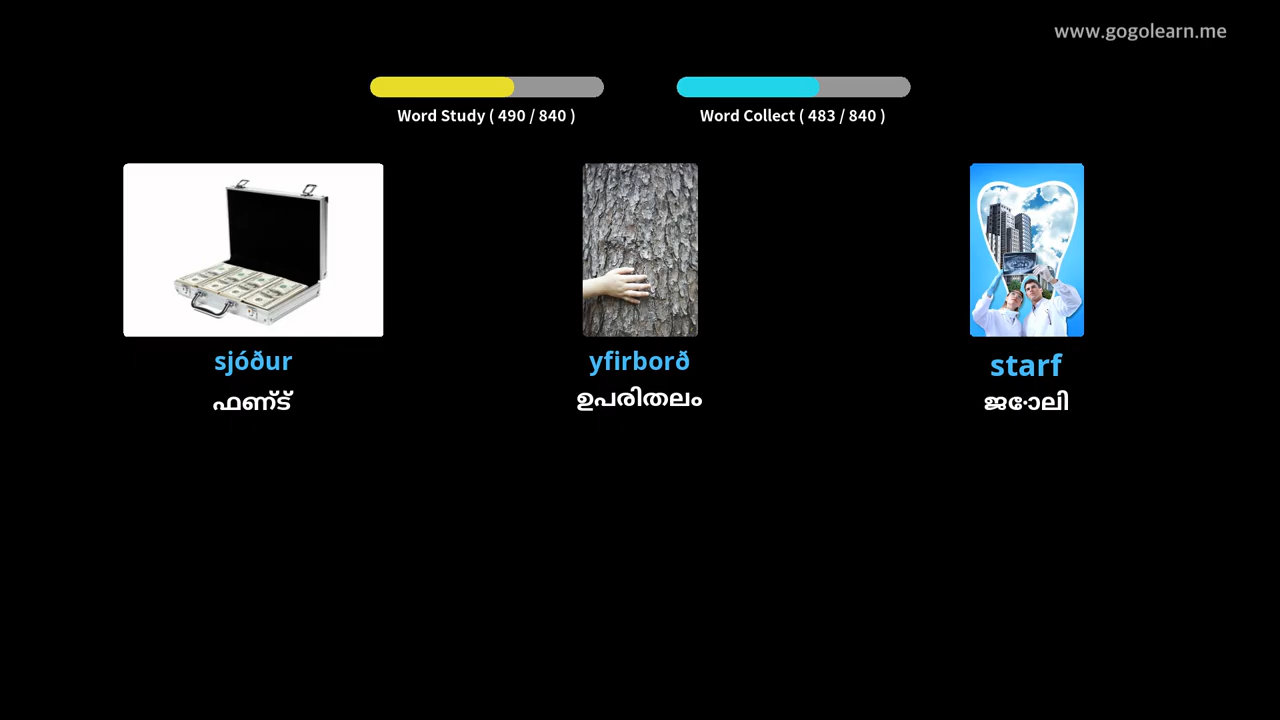 www.gogolearn.me
Word Study ( 490 / 840 )
Word Collect ( 483 / 840 )
sjóður
yfirborð
starf
ഫണ്ട്
ഉപരിതലം
ജോലി